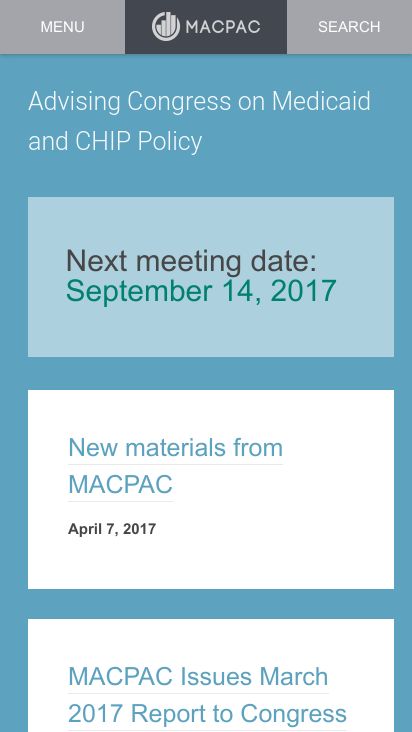 MENU
MACPAC
SEARCH
Advising Congress on Medicaid
and CHIP Policy
Next meeting date:
September 14, 2017
New materials from
MACPAC
April 7, 2017
MACPAC Issues March
2017 Report to Congress